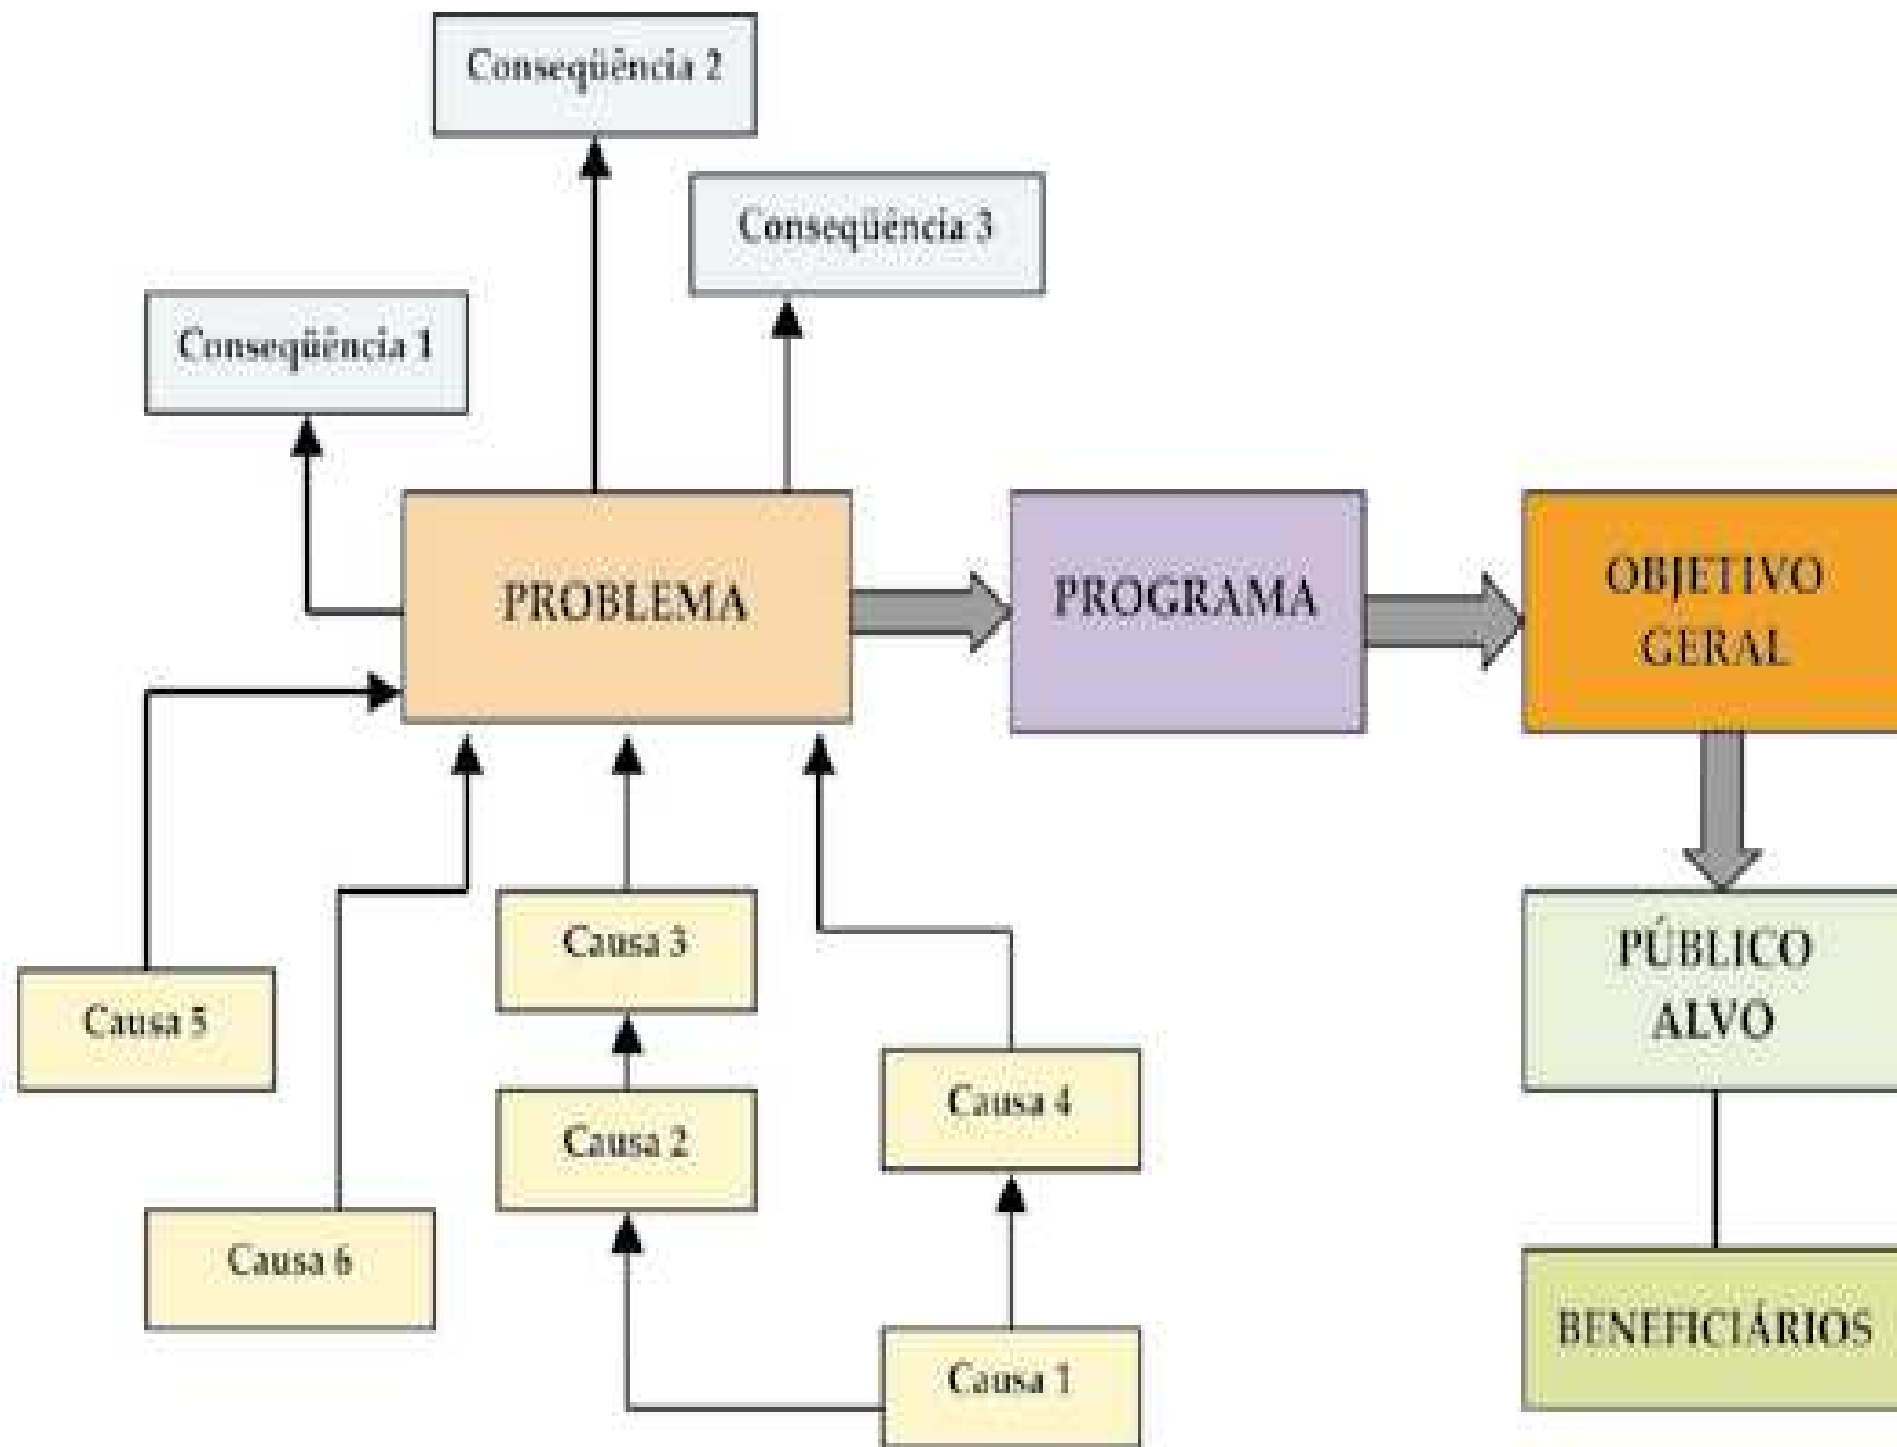 Conseqüência 2
Conseqüência 3
Conseqüência 1
PROBLEMA
PROGRAMA
OBJETIVO
GERAL
Causa 3
PÚBLICO
ALVO
Causa 5
Causa 4
Causa 2
Causa 6
BENEFICIÁRIOS
Causa 1